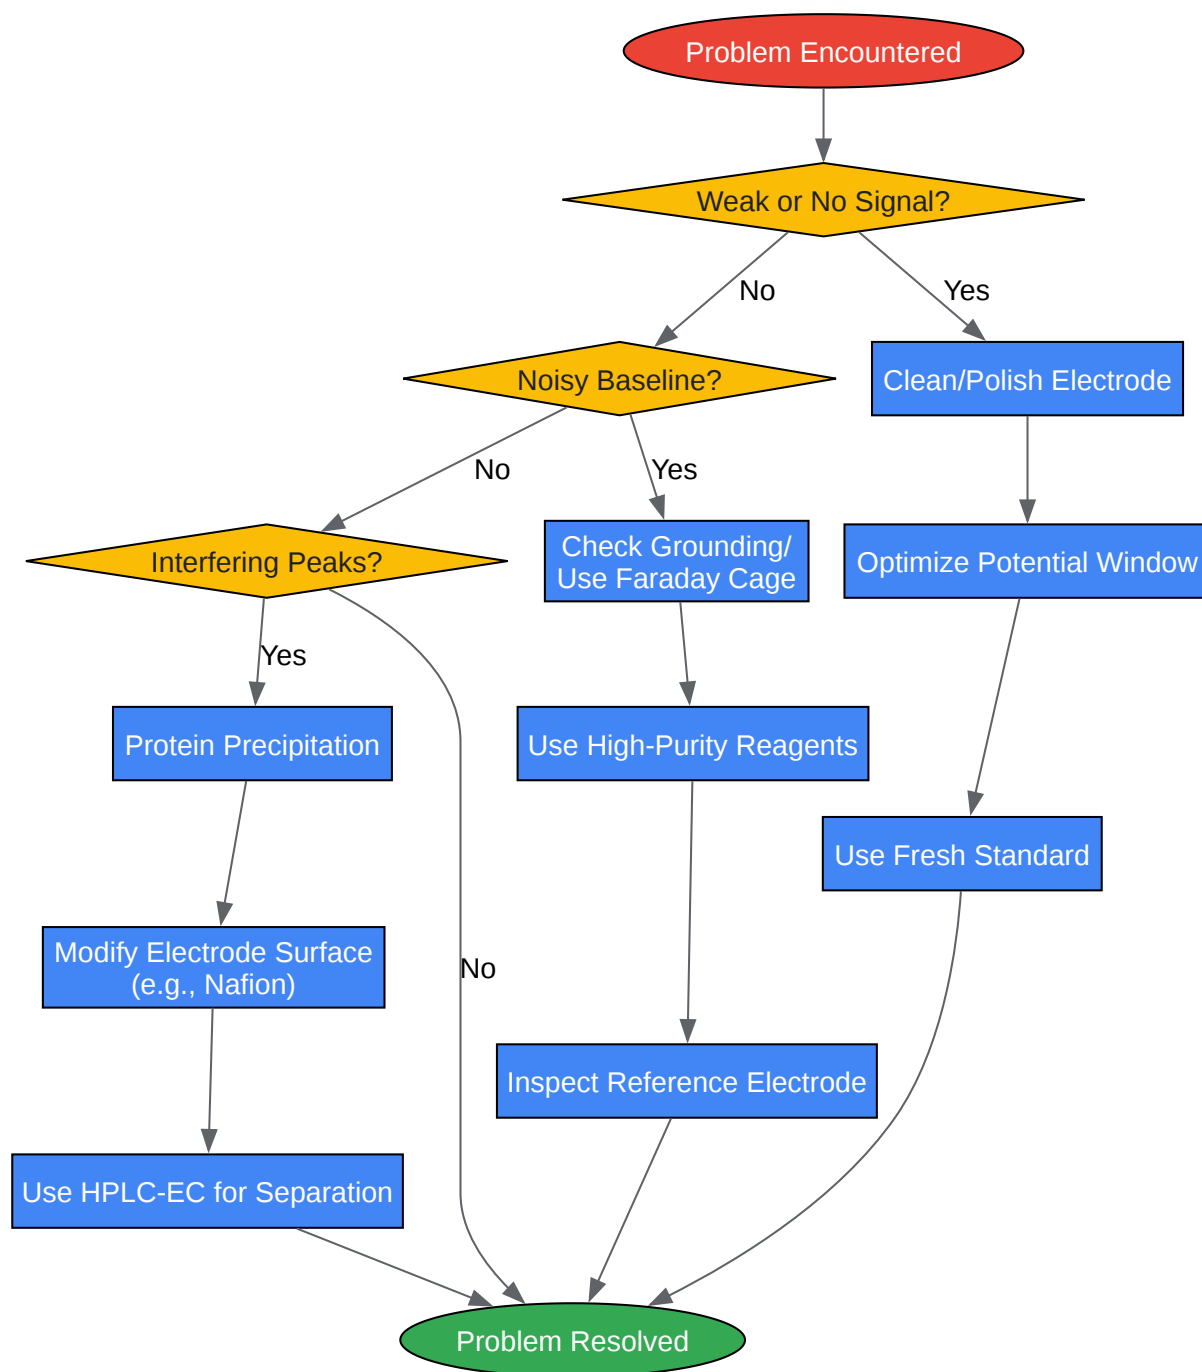 Problem Encountered
Weak or No Signal?
No
Yes
Noisy Baseline?
Clean/Polish Electrode
No
Yes
Interfering Peaks?
Check Grounding/
Use Faraday Cage
Optimize Potential Window
Yes
Protein Precipitation
Use High-Purity Reagents
Use Fresh Standard
Modify Electrode Surface
(e.g., Nafion)
No
Inspect Reference Electrode
Use HPLC-EC for Separation
Problem Resolved